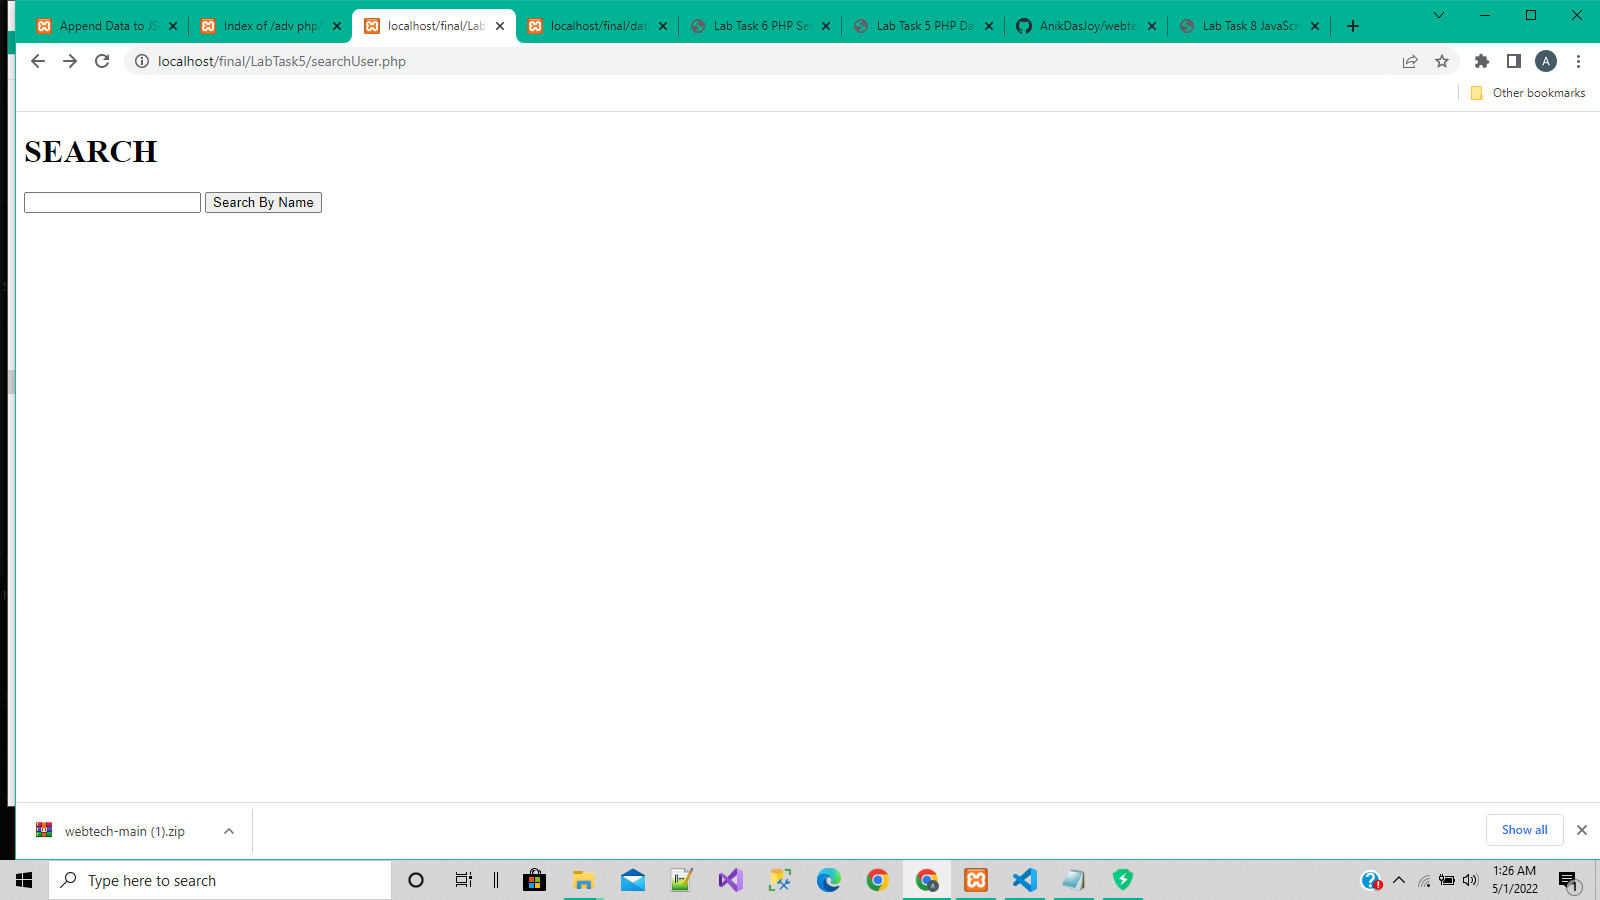 Append Data to JS
Index of /adv php/
localhost/final/Lab
localhost/final/dat
Lab Task 6 PHP Ses
Lab Task 5 PHP Da
AnikDasJoy/webte
Lab Task 8 JavaScr
localhost/final/LabTask5/searchUser.php
A
Other bookmarks
SEARCH
Search By Name
webtech-main (1).zip
Show all
Type here to search
1:26 AM
5/1/2022
1